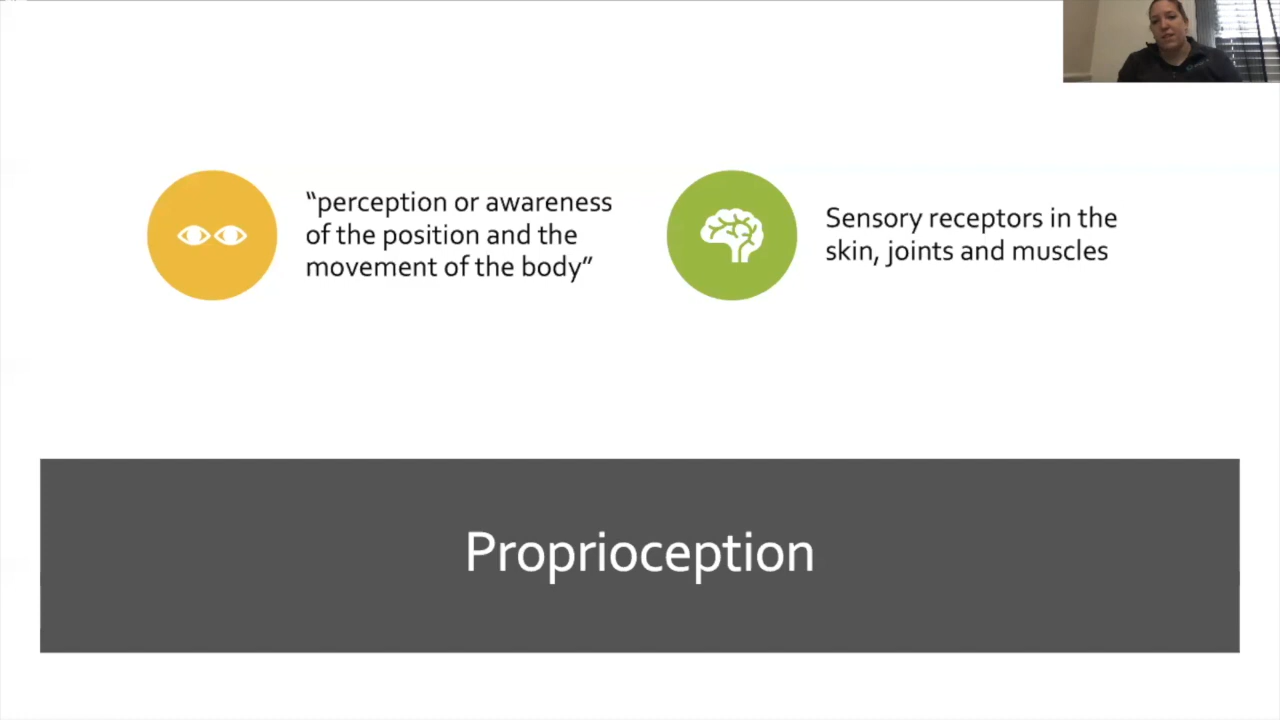 “perception or awareness
of the position and the
movement of the body”
Sensory receptors in the
skin, joints and muscles
Proprioception